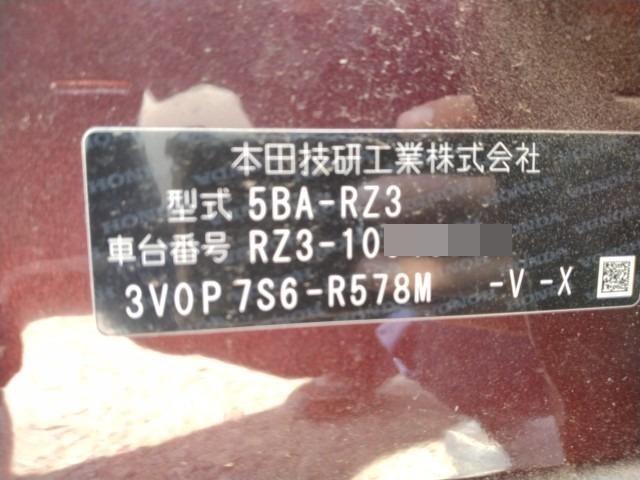 本田技研工業株式会社
型式 5BA-RZ3
車台番号 RZ3-10
3V0P 7S6-R578M -V -X